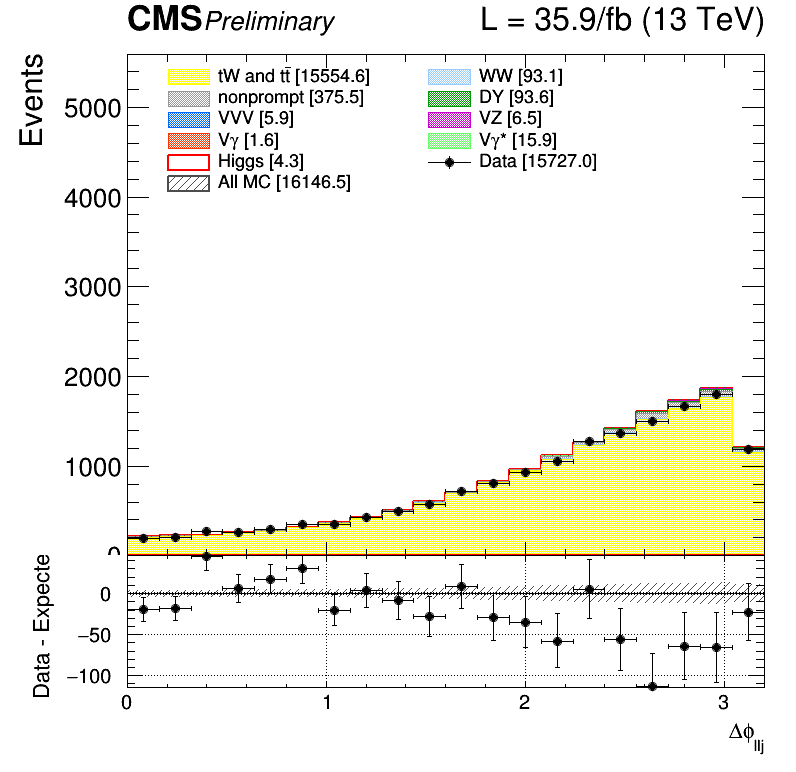 CMS Preliminary L = 35.9/fb (13 TeV)
Events
tW and tt̄ [15554.6]
nonprompt [375.5]
VVV [5.9]
Vγ [1.6]
Higgs [4.3]
All MC [16146.5]
WW [93.1]
DY [93.6]
VZ [6.5]
Vγ* [15.9]
Data [15727.0]
5000
4000
3000
2000
1000
0
Data - Expecte
0
−50
−100
0 1 2 3
Δϕllj